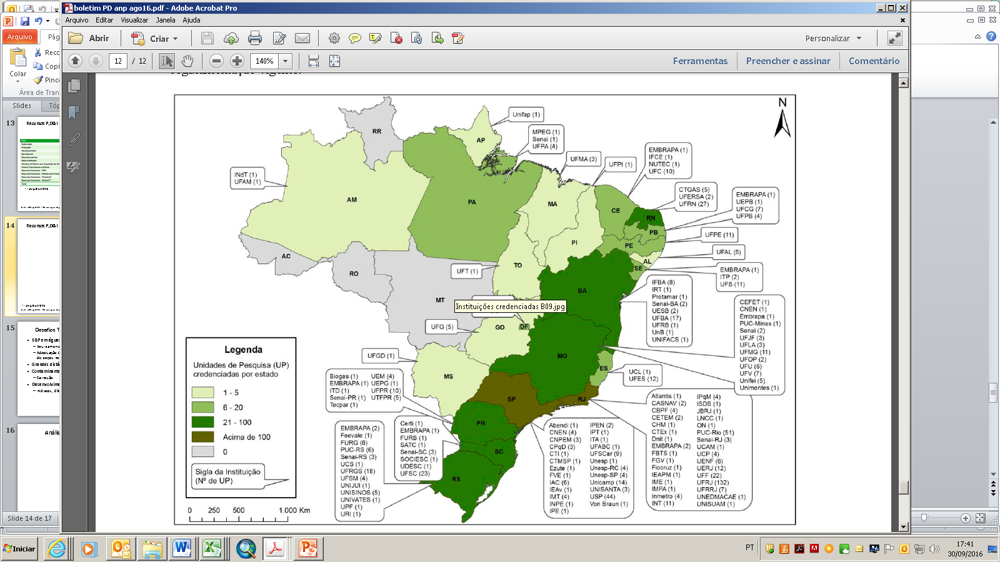 boletim PD anp ago16.pdf - Adobe Acrobat Pro
Arquivo Editar Visualizar Janela Ajuda
Abrir
Criar
Personalizar
12 / 12
140%
Ferramentas
Preencher e assinar
Comentário
Arquivo
Colar
Slides
13
Recursos P,D&I
14
Recursos P,D&I
15
16
Slide 14 de 17
N
RR
AP
AM
PA
MA
CE
RN
PB
PE
PI
AL
SE
TO
AC
RO
MT
BA
GO
DF
MG
ES
MS
SP
RJ
PR
SC
RS
Unifap (1)
MPEG (1)
Senai (1)
UFPA (4)
UFMA (3)
UFPI (1)
EMBRAPA (1)
IFCE (1)
NUTEC (1)
UFC (10)
INdT (1)
UFAM (1)
CTGAS (5)
UFERSA (2)
UFRN (27)
EMBRAPA (1)
UEPB (1)
UFCG (7)
UFPB (4)
UFPE (11)
UFAL (5)
EMBRAPA (1)
ITP (2)
UFS (11)
UFT (1)
Instituições credenciadas B09.jpg
UFG (5)
IFBA (8)
IRT (1)
Protamar (1)
Senai-BA (2)
UESB (2)
UFBA (17)
UFRB (1)
UnB (1)
UNIFACS (1)
CEFET (1)
CNEN (1)
Embrapa (1)
PUC-Minas (1)
Senai (2)
UFJF (3)
UFLA (3)
UFMG (11)
UFOP (2)
UFU (6)
UFV (7)
Unifei (5)
Unimontes (1)
UFGD (1)
UCL (1)
UFES (12)
Biogas (1) UEM (4)
EMBRAPA (1) UEPG (1)
ITD (1) UFPR (10)
Senai-PR (1) UTFPR (5)
Tecpar (1)
EMBRAPA (2)
Feevale (1)
FURG (6)
PUC-RS (6)
Senai-RS (3)
UCS (1)
UFRGS (18)
UFSM (4)
UNIJUI (1)
UNISINOS (5)
UNIVATES (1)
UPF (1)
URI (1)
Certi (1)
EMBRAPA (1)
FURB (1)
SATC (1)
Senai-SC (3)
SOCIESC (1)
UDESC (1)
UFSC (23)
Abendi (1) IPEN (2)
CNEN (4) IPT (1)
CNPEM (3) ITA (1)
CPqD (3) UFABC (1)
CTI (1) UFSCar (9)
CTMSP (1) Unesp (1)
Ezute (1) Unesp-RC (4)
FVE (1) Unesp-SP (4)
IAC (6) Unicamp (14)
IEAv (1) UNISANTA (3)
IMT (4) USP (44)
INPE (1) Von Braun (1)
IPE (1)
Atlantis (1) IPqM (4)
CASNAV (2) ISDB (1)
CBPF (4) JBRJ (1)
CETEM (2) LNCC (1)
CHM (1) ON (1)
CTEx (1) PUC-Rio (51)
Dnit (1) Senai-RJ (3)
EMBRAPA (2) UCAM (1)
FBTS (1) UCP (4)
FGV (1) UENF (6)
Fiocruz (1) UERJ (12)
IEAPM (1) UFF (22)
IME (1) UFRJ (132)
IMPA (1) UFRRJ (7)
Inmetro (4) UNEDMACAE (1)
INT (11) UNISUAM (1)
Legenda
Unidades de Pesquisa (UP)
credenciadas por estado
1 - 5
6 - 20
21 - 100
Acima de 100
0
Sigla da Instituição
(Nº de UP)
0 250 500 1.000 Km
Iniciar
PT
17:41
30/09/2016